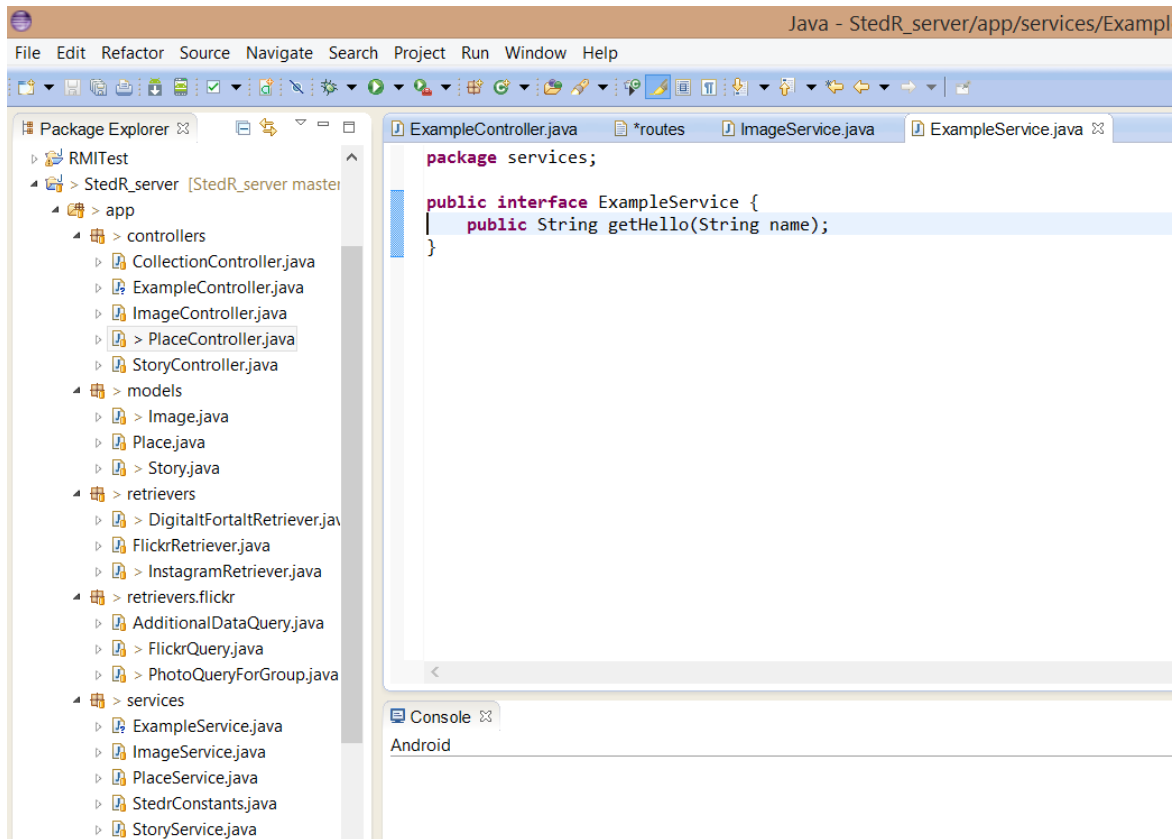 Java - StedR_server/app/services/Exampl
File Edit Refactor Source Navigate Search Project Run Window Help
Package Explorer
RMITest
> StedR_server [StedR_server master
> app
> controllers
CollectionController.java
ExampleController.java
ImageController.java
> PlaceController.java
StoryController.java
> models
> Image.java
Place.java
> Story.java
> retrievers
> DigitaltFortaltRetriever.jav
FlickrRetriever.java
> InstagramRetriever.java
> retrievers.flickr
AdditionalDataQuery.java
> FlickrQuery.java
> PhotoQueryForGroup.java
> services
ExampleService.java
ImageService.java
PlaceService.java
StedrConstants.java
StoryService.java
ExampleController.java *routes ImageService.java ExampleService.java
package services;
public interface ExampleService {
public String getHello(String name);
}
Console
Android